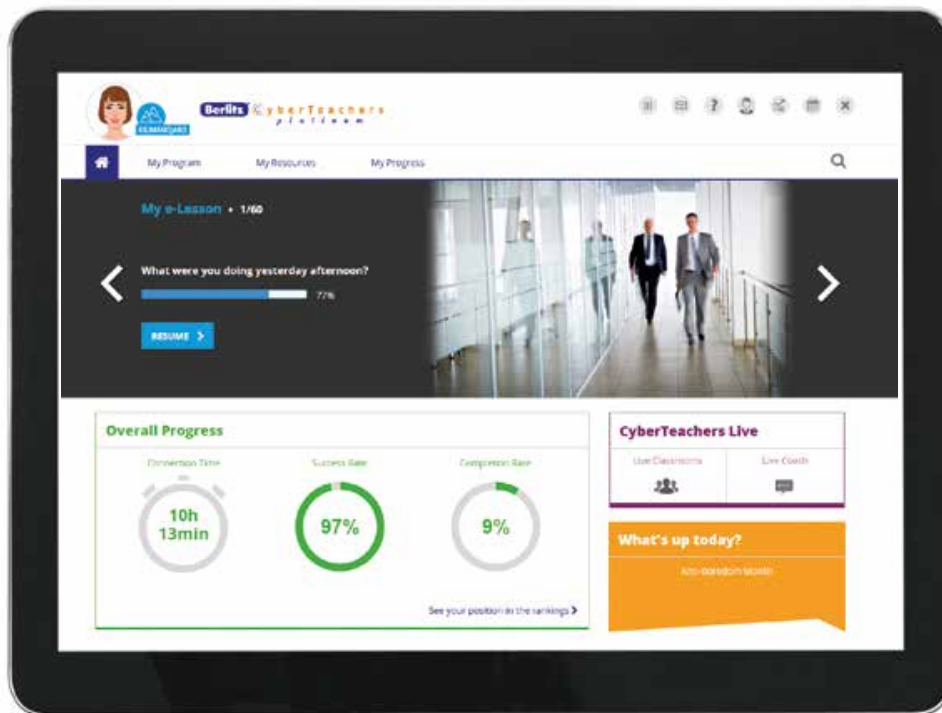 KILIMANJARO
Berlitz CyberTeachers
platinum
?
My Program My Resources My Progress
My e-Lesson • 1/60
What were you doing yesterday afternoon?
77%
RESUME
Overall Progress
Connection Time Success Rate Completion Rate
10h
13min
97%
9%
See your position in the rankings
CyberTeachers Live
Live Classrooms Live Coach
What's up today?
Anti-Boredom Month